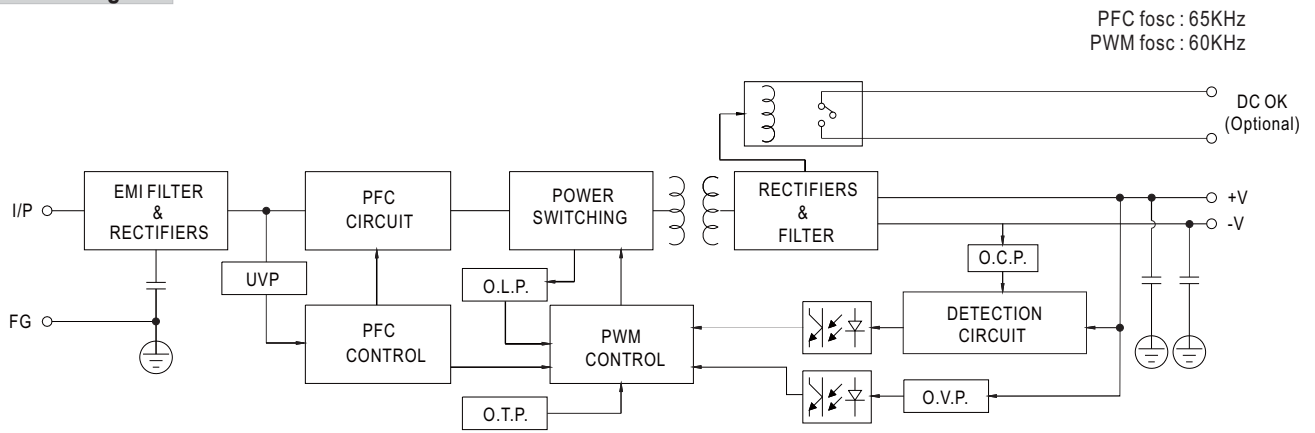 PFC fosc : 65KHz
PWM fosc : 60KHz
DC OK
(Optional)
I/P
EMI FILTER
&
RECTIFIERS
PFC
CIRCUIT
POWER
SWITCHING
RECTIFIERS
&
FILTER
+V
-V
UVP
O.L.P.
O.C.P.
FG
PFC
CONTROL
PWM
CONTROL
DETECTION
CIRCUIT
O.T.P.
O.V.P.